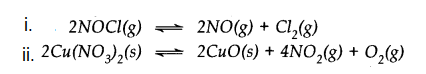 i. 2NOCl(g) ⇌ 2NO(g) + Cl₂(g)
ii. 2Cu(NO₃)₂(s) ⇌ 2CuO(s) + 4NO₂(g) + O₂(g)